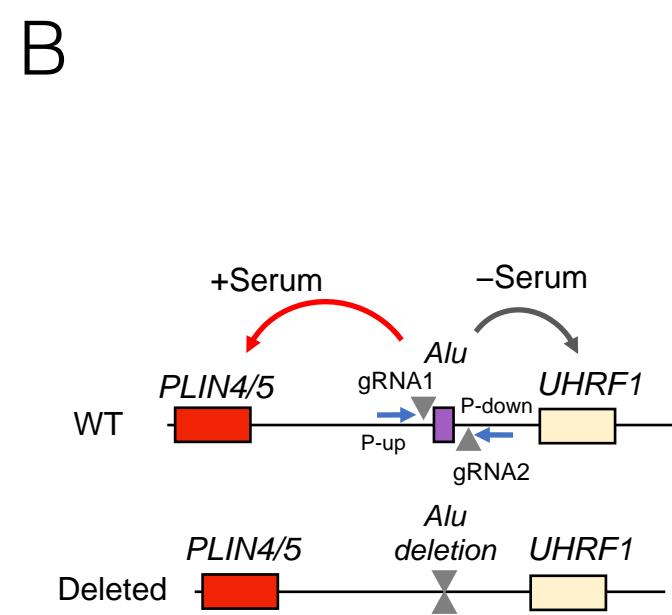 B
+Serum
–Serum
Alu
PLIN4/5
gRNA1
UHRF1
P-down
WT
P-up
gRNA2
Alu
deletion
PLIN4/5
UHRF1
Deleted